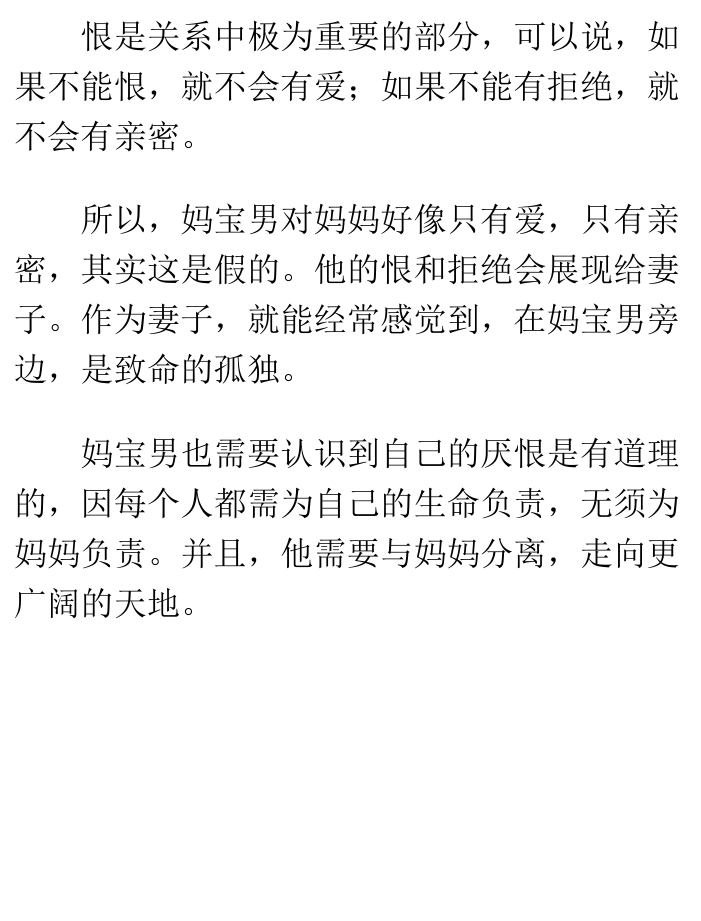 恨是关系中极为重要的部分，可以说，如
果不能恨，就不会有爱；如果不能有拒绝，就
不会有亲密。
所以，妈宝男对妈妈好像只有爱，只有亲
密，其实这是假的。他的恨和拒绝会展现给妻
子。作为妻子，就能经常感觉到，在妈宝男旁
边，是致命的孤独。
妈宝男也需要认识到自己的厌恨是有道理
的，因每个人都需为自己的生命负责，无须为
妈妈负责。并且，他需要与妈妈分离，走向更
广阔的天地。